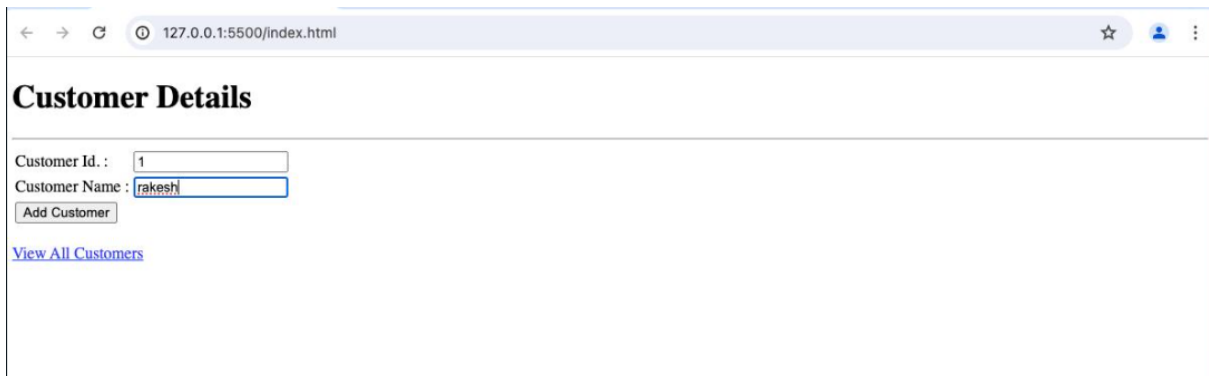 127.0.0.1:5500/index.html
Customer Details
Customer Id. : 1
Customer Name : rakesh
Add Customer
View All Customers